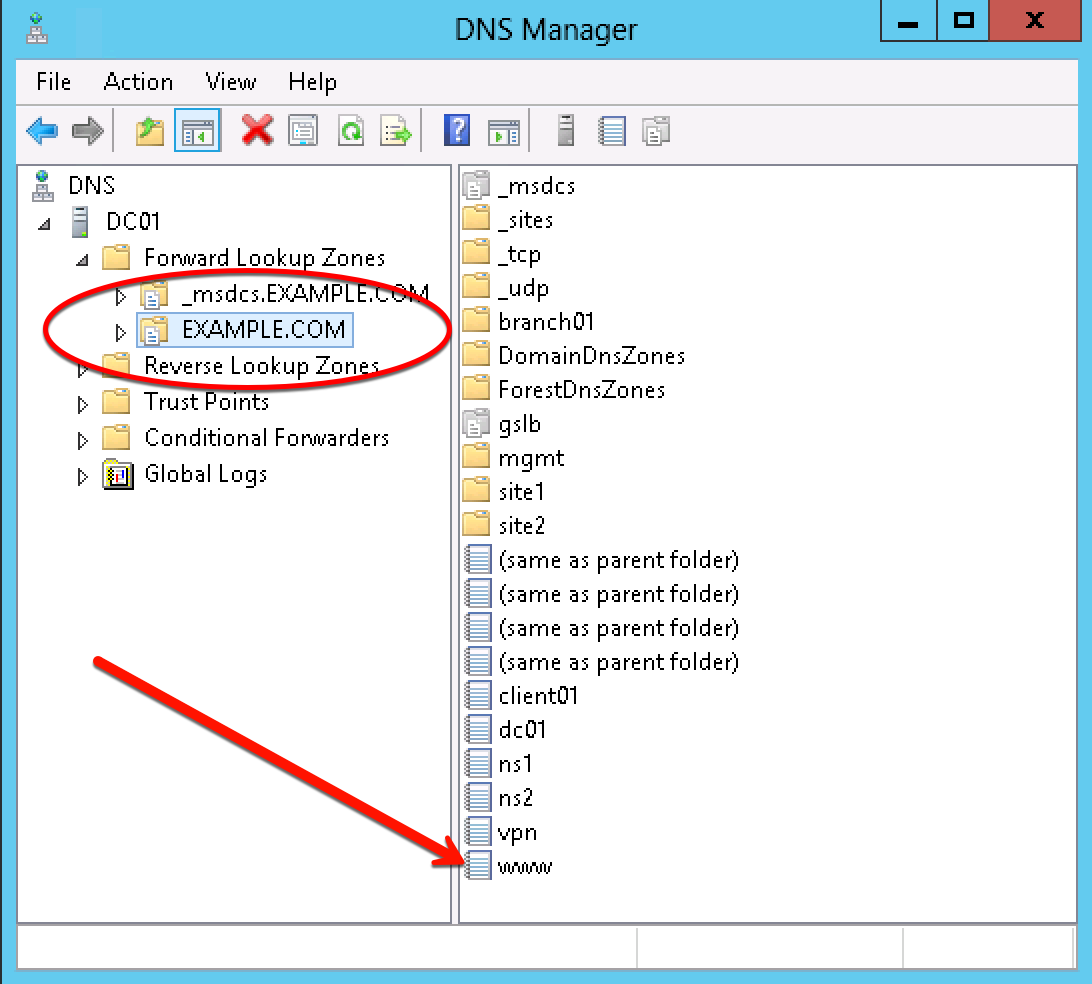 DNS Manager
File Action View Help
DNS
DC01
Forward Lookup Zones
_msdcs.EXAMPLE.COM
EXAMPLE.COM
Reverse Lookup Zones
Trust Points
Conditional Forwarders
Global Logs
_msdcs
_sites
_tcp
_udp
branch01
DomainDnsZones
ForestDnsZones
gslb
mgmt
site1
site2
(same as parent folder)
(same as parent folder)
(same as parent folder)
(same as parent folder)
client01
dc01
ns1
ns2
vpn
www